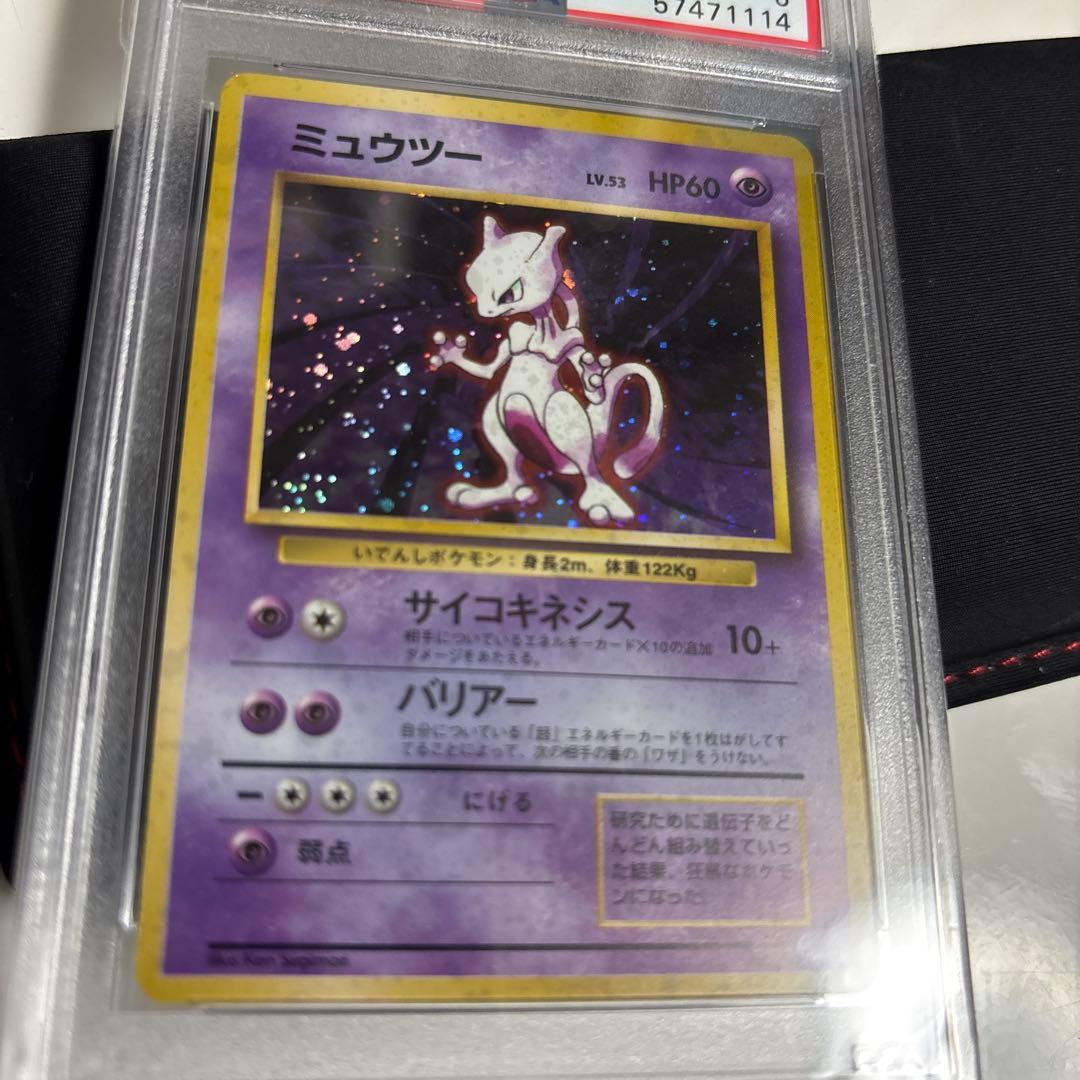 57471114
ミュウツー
LV.53 HP60
いでんしポケモン：身長2m、体重122Kg
サイコキネシス 10+
相手についているエネルギーカード×10の追加
ダメージをあたえる。
バリアー
自分についている「超」エネルギーカードを1枚はがしてす
てることによって、次の相手の番の「ワザ」をうけない。
にげる
弱点
研究ために遺伝子をど
んどん組み替えていっ
た結果、狂暴なポケモ
ンになった。
Illus. Ken Sugimori